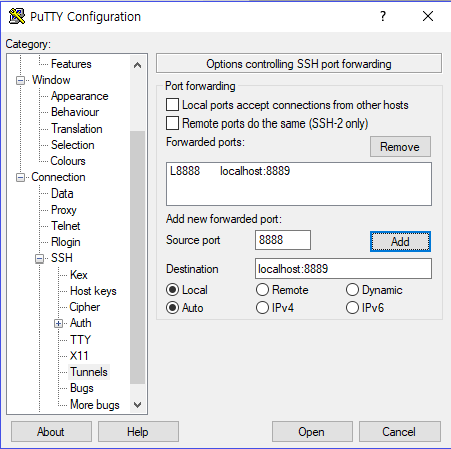 PuTTY Configuration
?
Category:
Features
Window
Appearance
Behaviour
Translation
Selection
Colours
Connection
Data
Proxy
Telnet
Rlogin
SSH
Kex
Host keys
Cipher
Auth
TTY
X11
Tunnels
Bugs
More bugs
Options controlling SSH port forwarding
Port forwarding
Local ports accept connections from other hosts
Remote ports do the same (SSH-2 only)
Forwarded ports:
Remove
L8888 localhost:8889
Add new forwarded port:
Source port 8888 Add
Destination localhost:8889
Local Remote Dynamic
Auto IPv4 IPv6
About Help Open Cancel